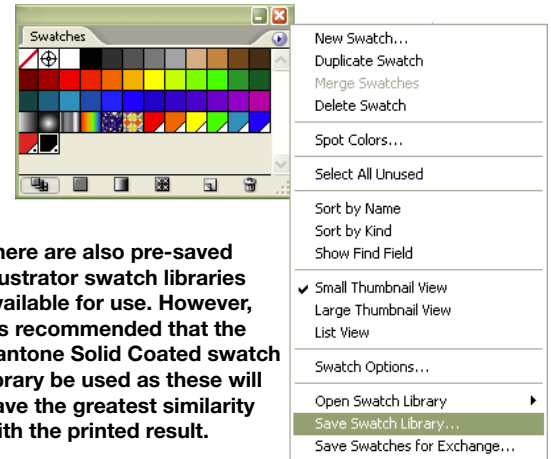 Swatches
here are also pre-saved
ustrator swatch libraries
vailable for use. However,
s recommended that the
antone Solid Coated swatch
brary be used as these will
ave the greatest similarity
ith the printed result.
New Swatch...
Duplicate Swatch
Merge Swatches
Delete Swatch
Spot Colors...
Select All Unused
Sort by Name
Sort by Kind
Show Find Field
Small Thumbnail View
Large Thumbnail View
List View
Swatch Options...
Open Swatch Library
Save Swatch Library...
Save Swatches for Exchange...